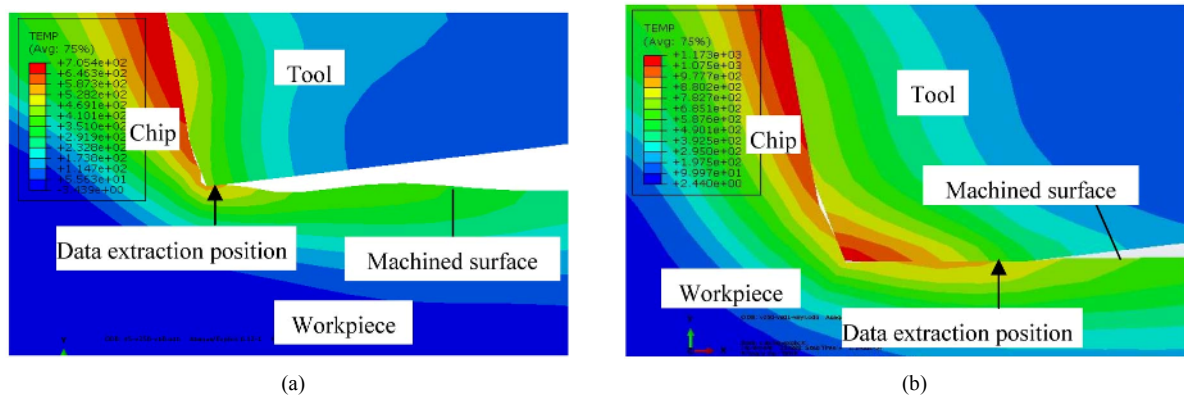 TEMP
(Avg: 75%)
+7.054e+02
+6.463e+02
+5.873e+02
+5.282e+02
+4.691e+02
+4.101e+02
+3.510e+02
+2.919e+02
+2.328e+02
+1.738e+02
+1.147e+02
Tool
Chip
Data extraction position
Machined surface
Workpiece
(a)
TEMP
(Avg: 75%)
+1.173e+03
+1.075e+03
+9.777e+02
+8.802e+02
+7.827e+02
+6.851e+02
+5.876e+02
+4.901e+02
+3.925e+02
+2.950e+02
+1.975e+02
+9.997e+01
+2.440e+00
Tool
Chip
Machined surface
Workpiece
Data extraction position
(b)